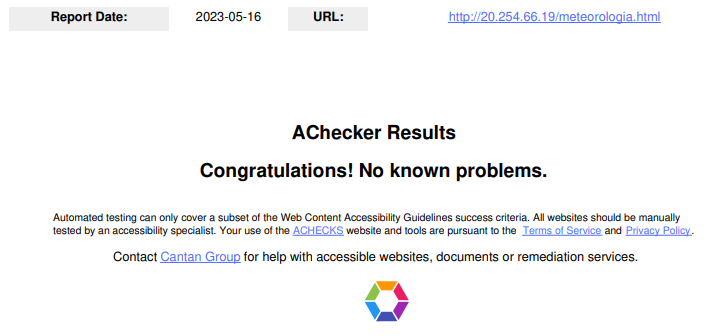 Report Date: 2023-05-16 URL: http://20.254.66.19/meteorologia.html
AChecker Results
Congratulations! No known problems.
Automated testing can only cover a subset of the Web Content Accessibility Guidelines success criteria. All websites should be manually
tested by an accessibility specialist. Your use of the ACHECKS website and tools are pursuant to the Terms of Service and Privacy Policy.
Contact Cantan Group for help with accessible websites, documents or remediation services.